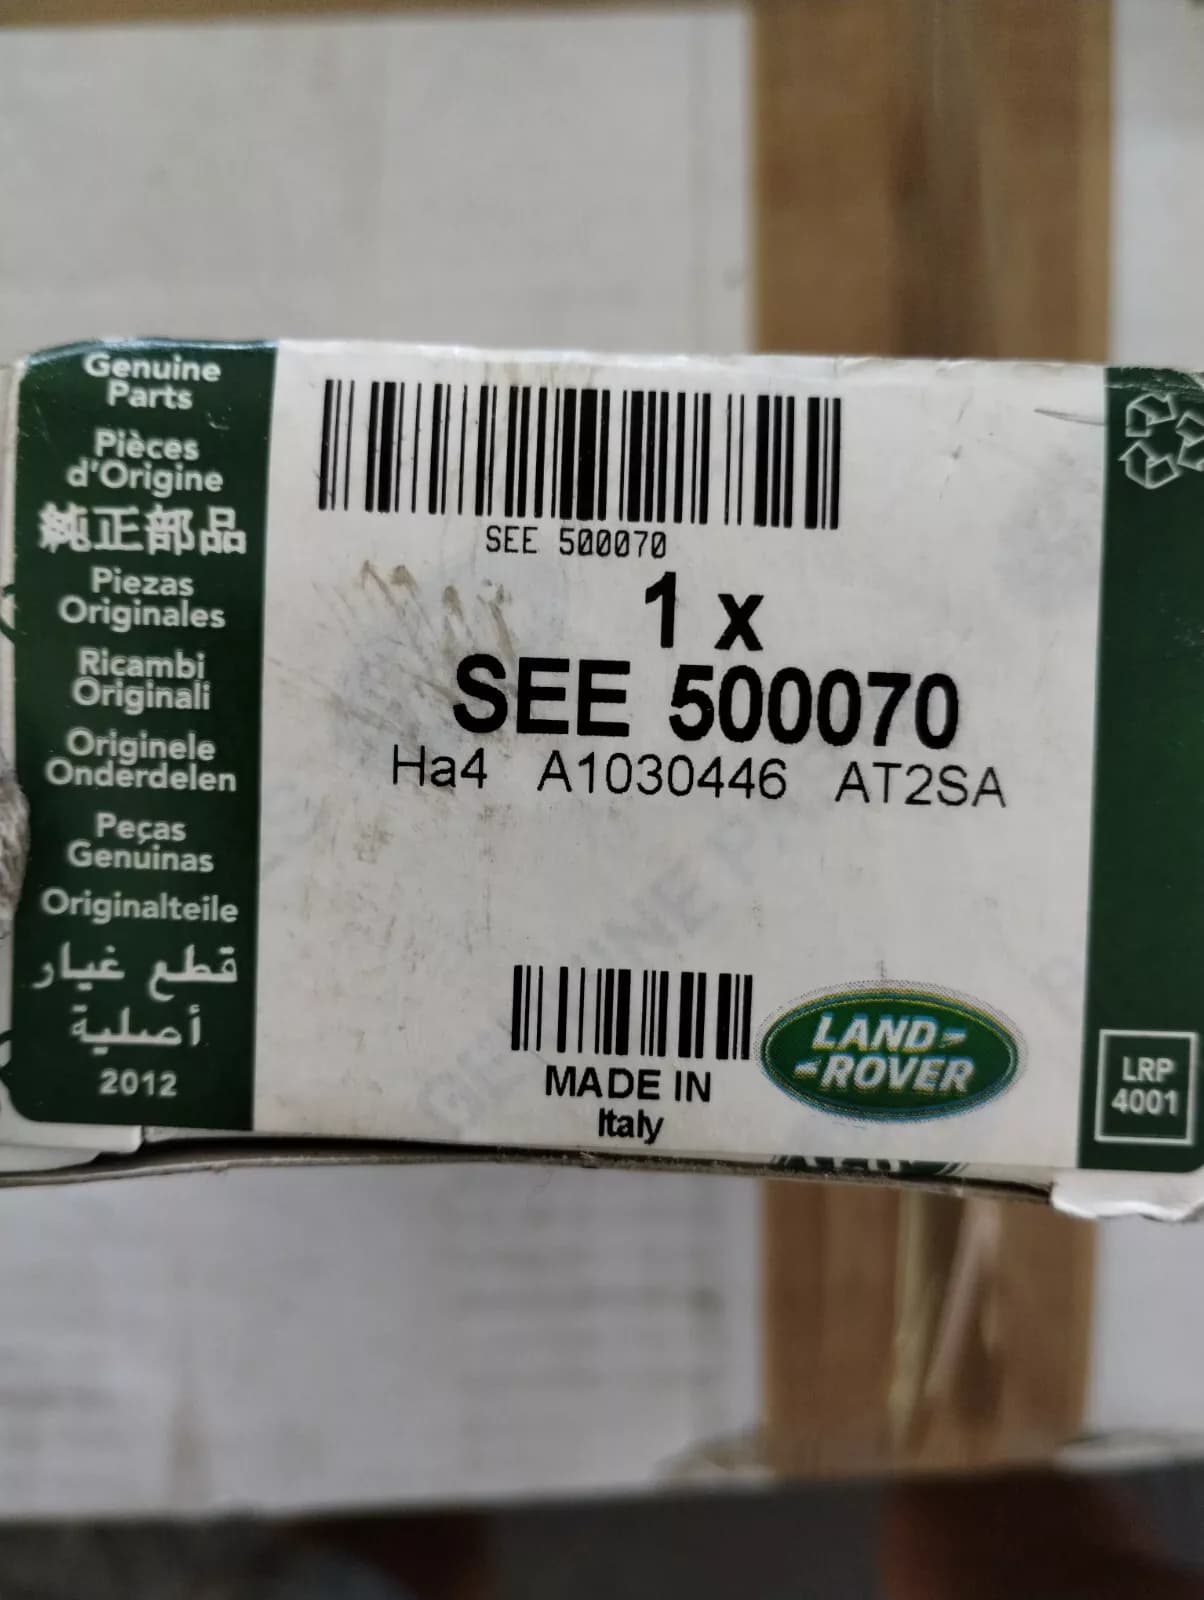 Genuine
Parts
Pièces
d'Origine
純正部品
Piezas
Originales
Ricambi
Originali
Originele
Onderdelen
Peças
Genuinas
Originalteile
قطع غيار
أصلية
2012
SEE 500070
1 x
SEE 500070
Ha4 A1030446 AT2SA
MADE IN
Italy
LAND-
-ROVER
LRP
4001